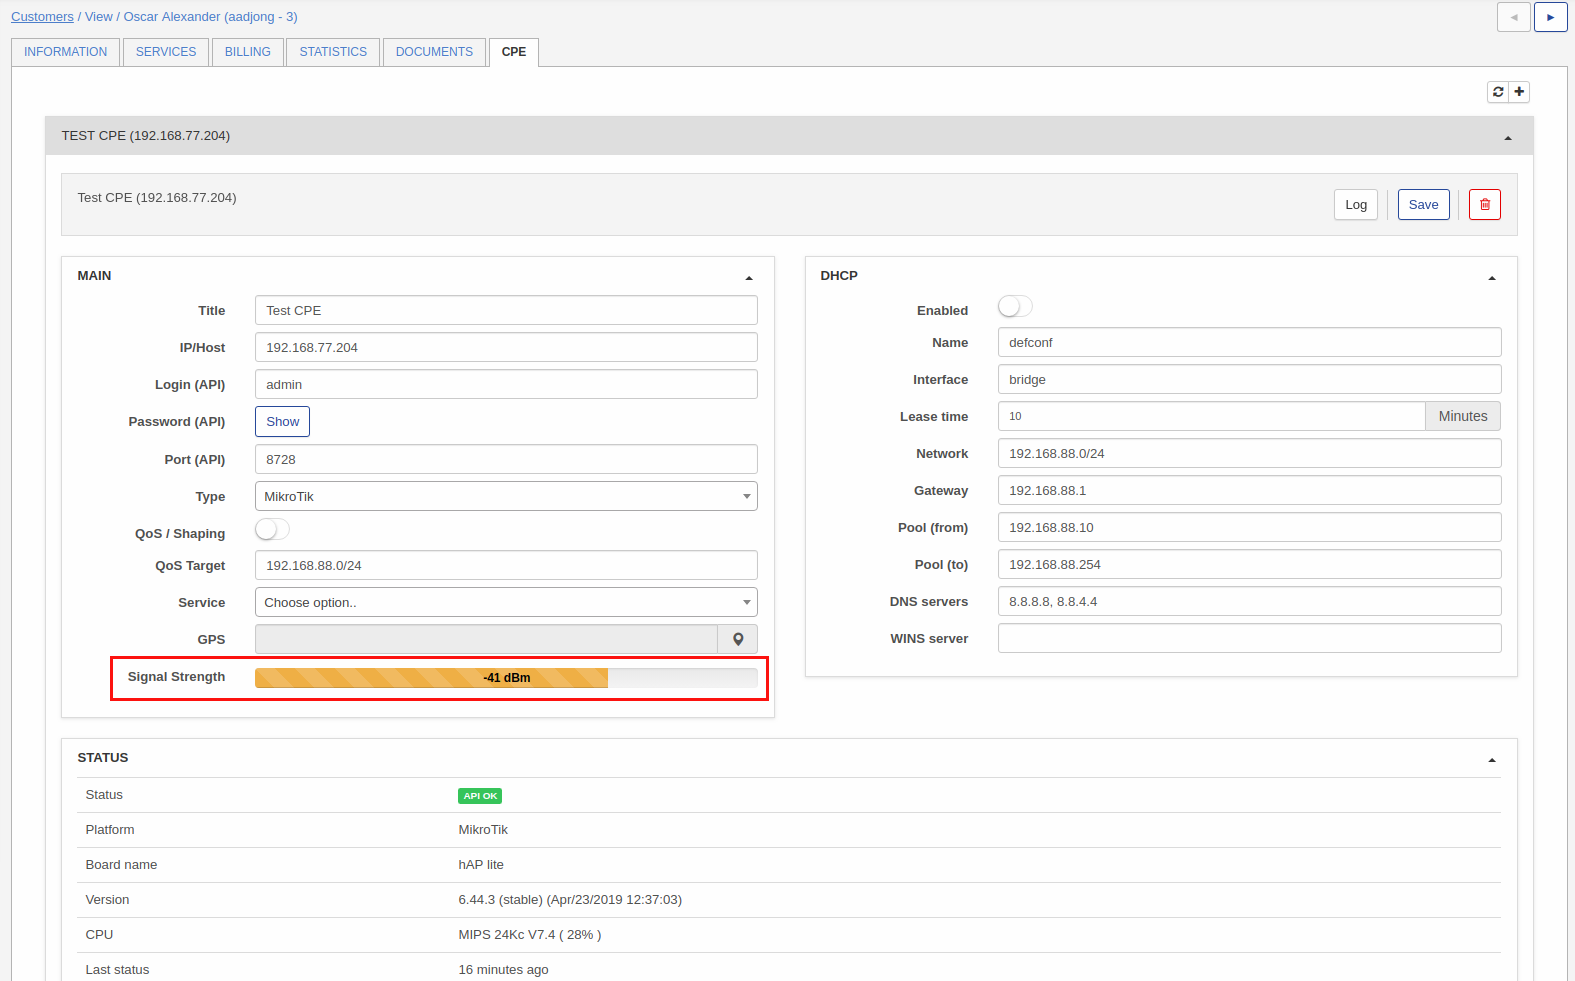 Customers / View / Oscar Alexander (aadjong - 3)
INFORMATION
SERVICES
BILLING
STATISTICS
DOCUMENTS
CPE
TEST CPE (192.168.77.204)
Test CPE (192.168.77.204)
Log
Save
MAIN
Title
Test CPE
IP/Host
192.168.77.204
Login (API)
admin
Password (API)
Show
Port (API)
8728
Type
MikroTik
QoS / Shaping
QoS Target
192.168.88.0/24
Service
Choose option..
GPS
Signal Strength
-41 dBm
DHCP
Enabled
Name
defconf
Interface
bridge
Lease time
10
Minutes
Network
192.168.88.0/24
Gateway
192.168.88.1
Pool (from)
192.168.88.10
Pool (to)
192.168.88.254
DNS servers
8.8.8.8, 8.8.4.4
WINS server
STATUS
Status
API OK
Platform
MikroTik
Board name
hAP lite
Version
6.44.3 (stable) (Apr/23/2019 12:37:03)
CPU
MIPS 24Kc V7.4 ( 28% )
Last status
16 minutes ago